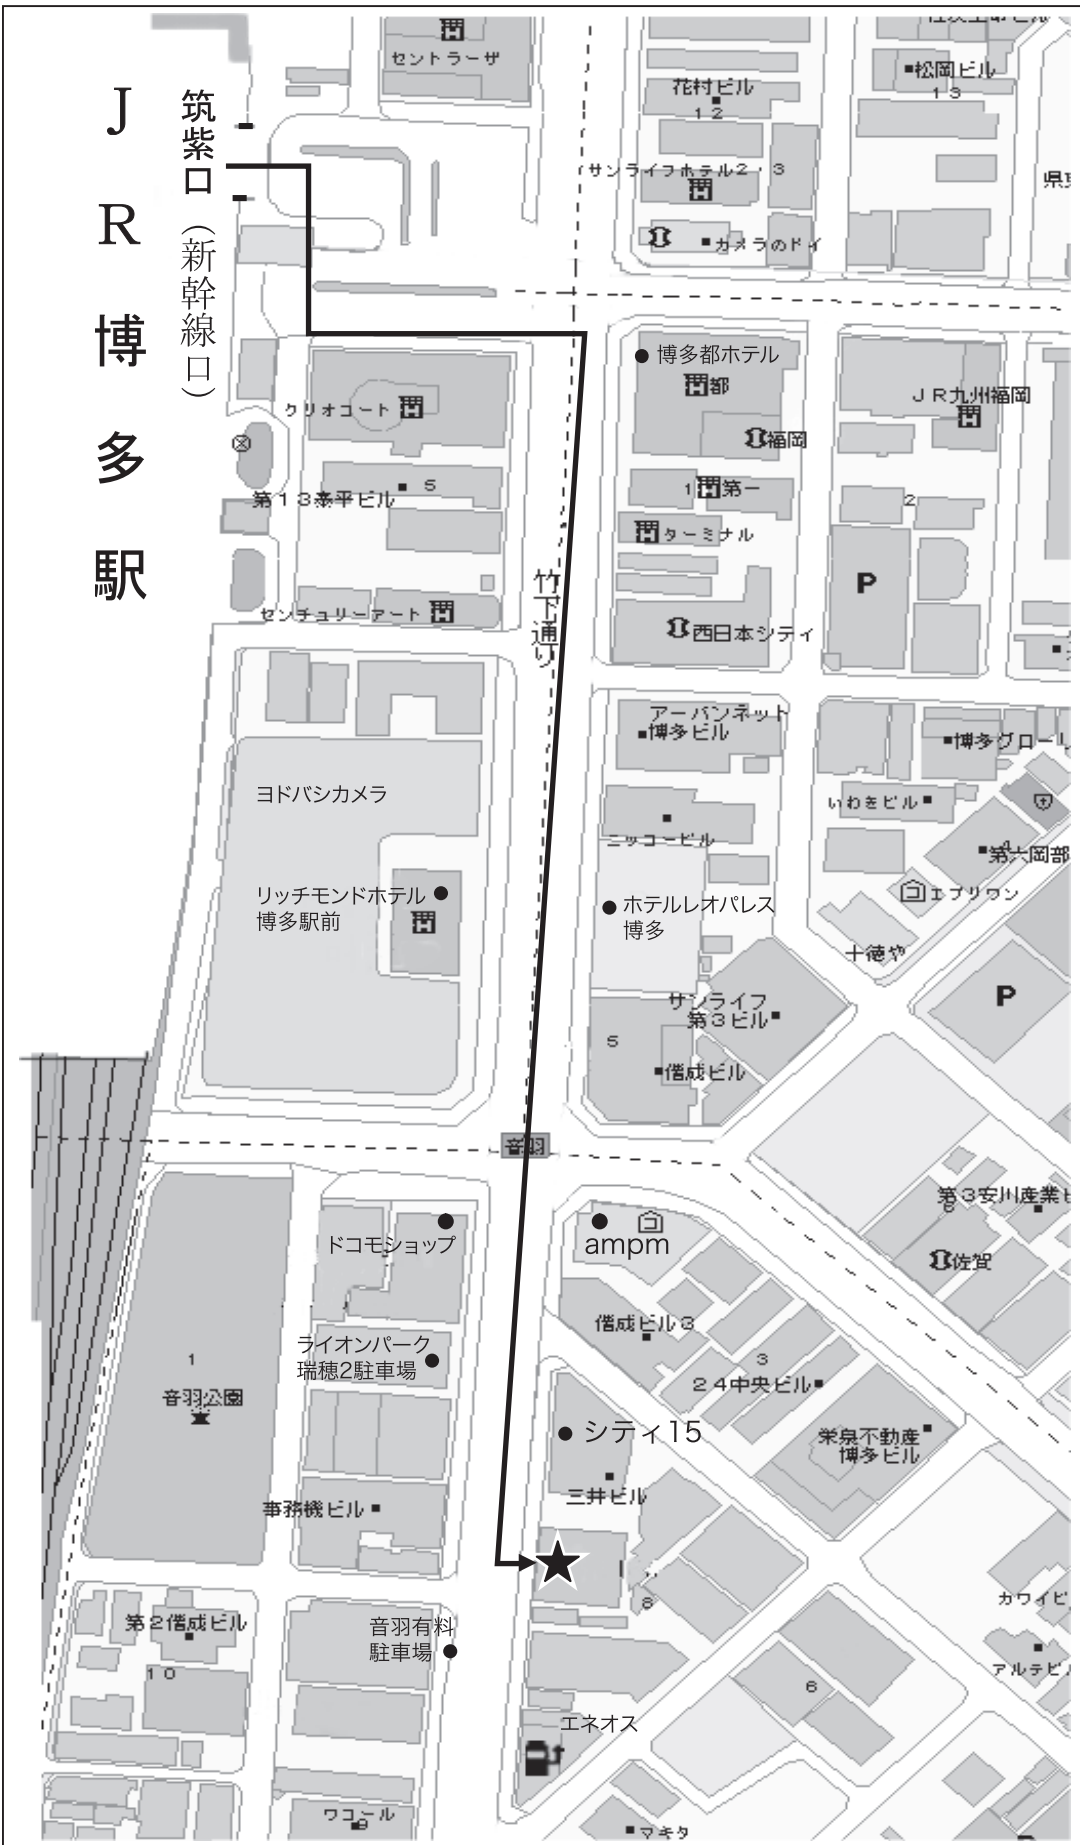 セントラーザ
松岡ビル
13
花村ビル
12
サンライフホテル2・3
カメラのドイ
JR博多駅
筑紫口（新幹線口）
博多都ホテル
都
福岡
JR九州福岡
クリオコート
5
第13泰平ビル
1
第一
2
ターミナル
P
竹下通り
センチュリーアート
西日本シティ
アーバンネット
博多ビル
博多グローレ
ヨドバシカメラ
いわきビル
ニッコービル
4
第六岡部
エブリワン
リッチモンドホテル
博多駅前
ホテルレオパレス
博多
十徳や
P
サンライフ
第3ビル
5
偕成ビル
音羽
第3安川産業ビ
6
佐賀
ドコモショップ
ampm
偕成ビル3
ライオンパーク
瑞穂2駐車場
1
音羽公園
3
24中央ビル
シティ15
栄泉不動産
博多ビル
三井ビル
事務機ビル
8
カワイビ
第2偕成ビル
10
音羽有料
駐車場
アルテビ
6
エネオス
ワコール
9
マキタ